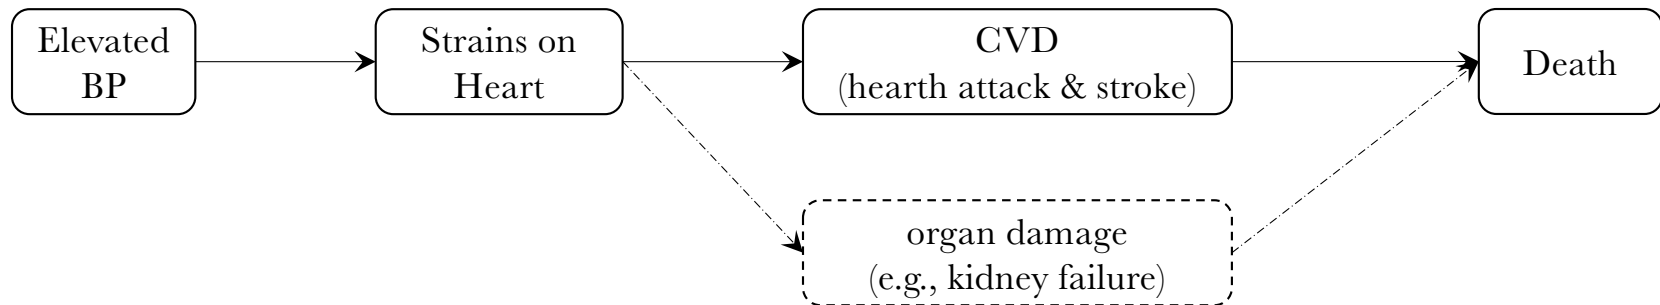 Elevated
BP
Strains on
Heart
CVD
(hearth attack & stroke)
Death
organ damage
(e.g., kidney failure)